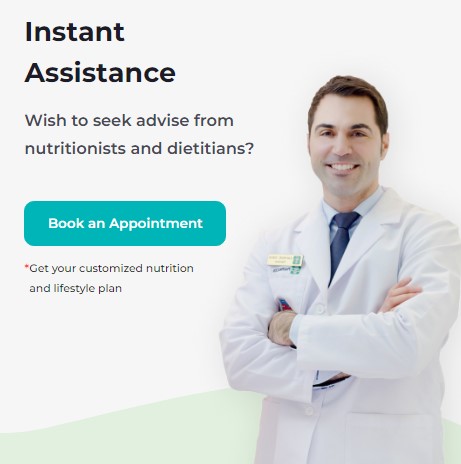 Instant
Assistance
Wish to seek advise from
nutritionists and dietitians?
Book an Appointment
*Get your customized nutrition
and lifestyle plan